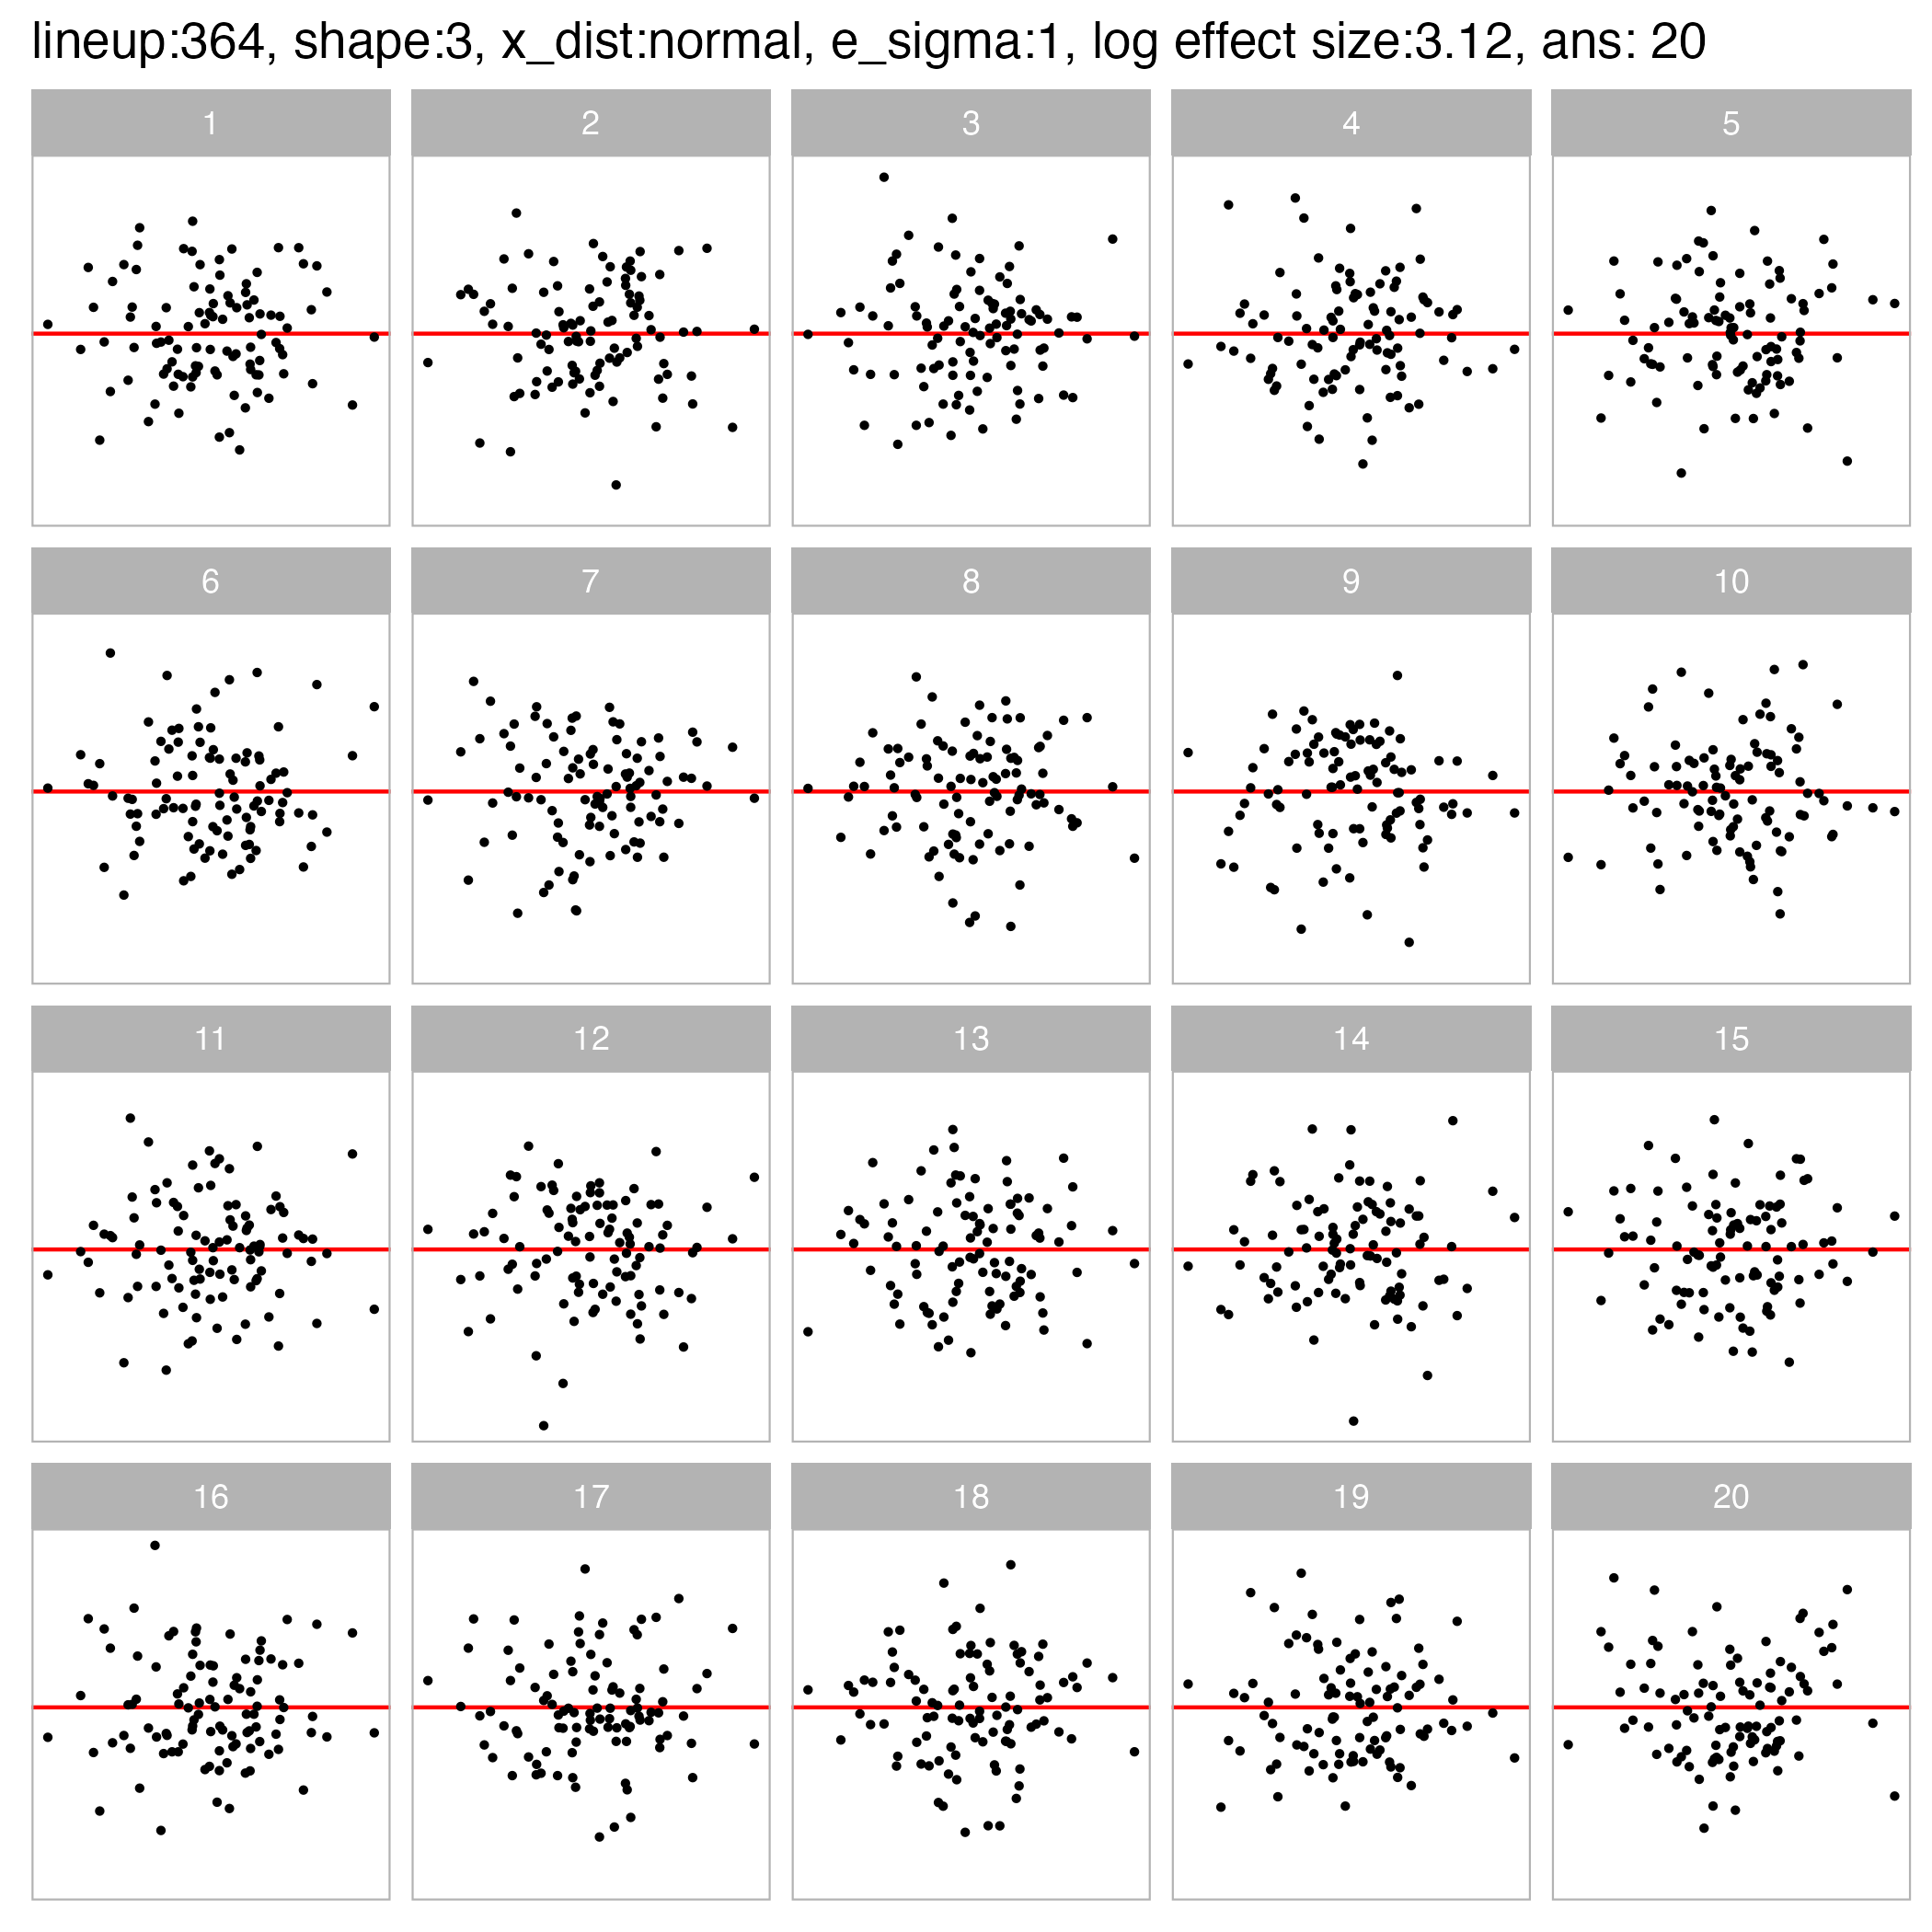 lineup:364, shape:3, x_dist:normal, e_sigma:1, log effect size:3.12, ans: 20
1 2 3 4 5
6 7 8 9 10
11 12 13 14 15
16 17 18 19 20